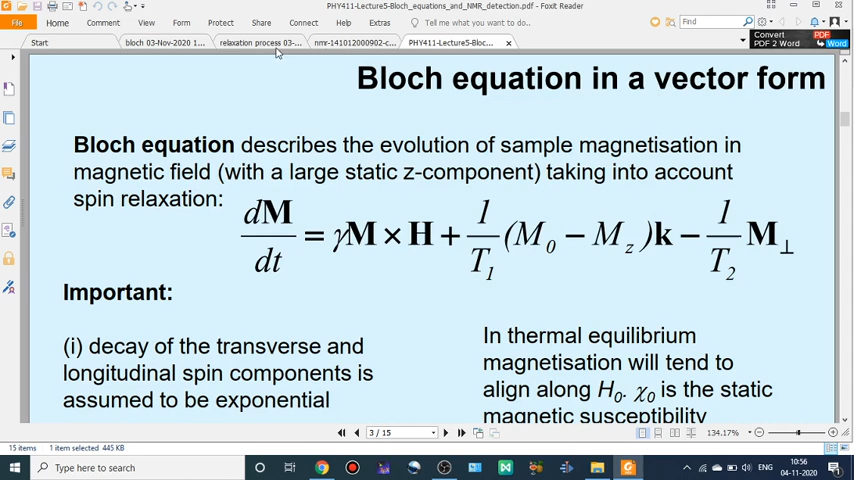 PHY411-Lecture5-Bloch_equations_and_NMR_detection.pdf - Foxit Reader
File Home Comment View Form Protect Share Connect Help Tell me what you want to do.. Find
Start bloch 03-Nov-2020 1... relaxation process 03-... nmr-141012000902-c... PHY411-Lecture5-Bloc...
Convert PDF
PDF 2 Word
Bloch equation in a vector form
Bloch equation describes the evolution of sample magnetisation in
magnetic field (with a large static z-component) taking into account
spin relaxation:
dM/dt = γM × H + 1/T₁ (M₀ − M_z)k − 1/T₂ M⊥
Important:
(i) decay of the transverse and
longitudinal spin components is
assumed to be exponential
In thermal equilibrium
magnetisation will tend to
align along H₀. χ₀ is the static
magnetic susceptibility
3 / 15 134.17%
15 items 1 item selected 445 KB
Type here to search
ENG
10:56
04-11-2020